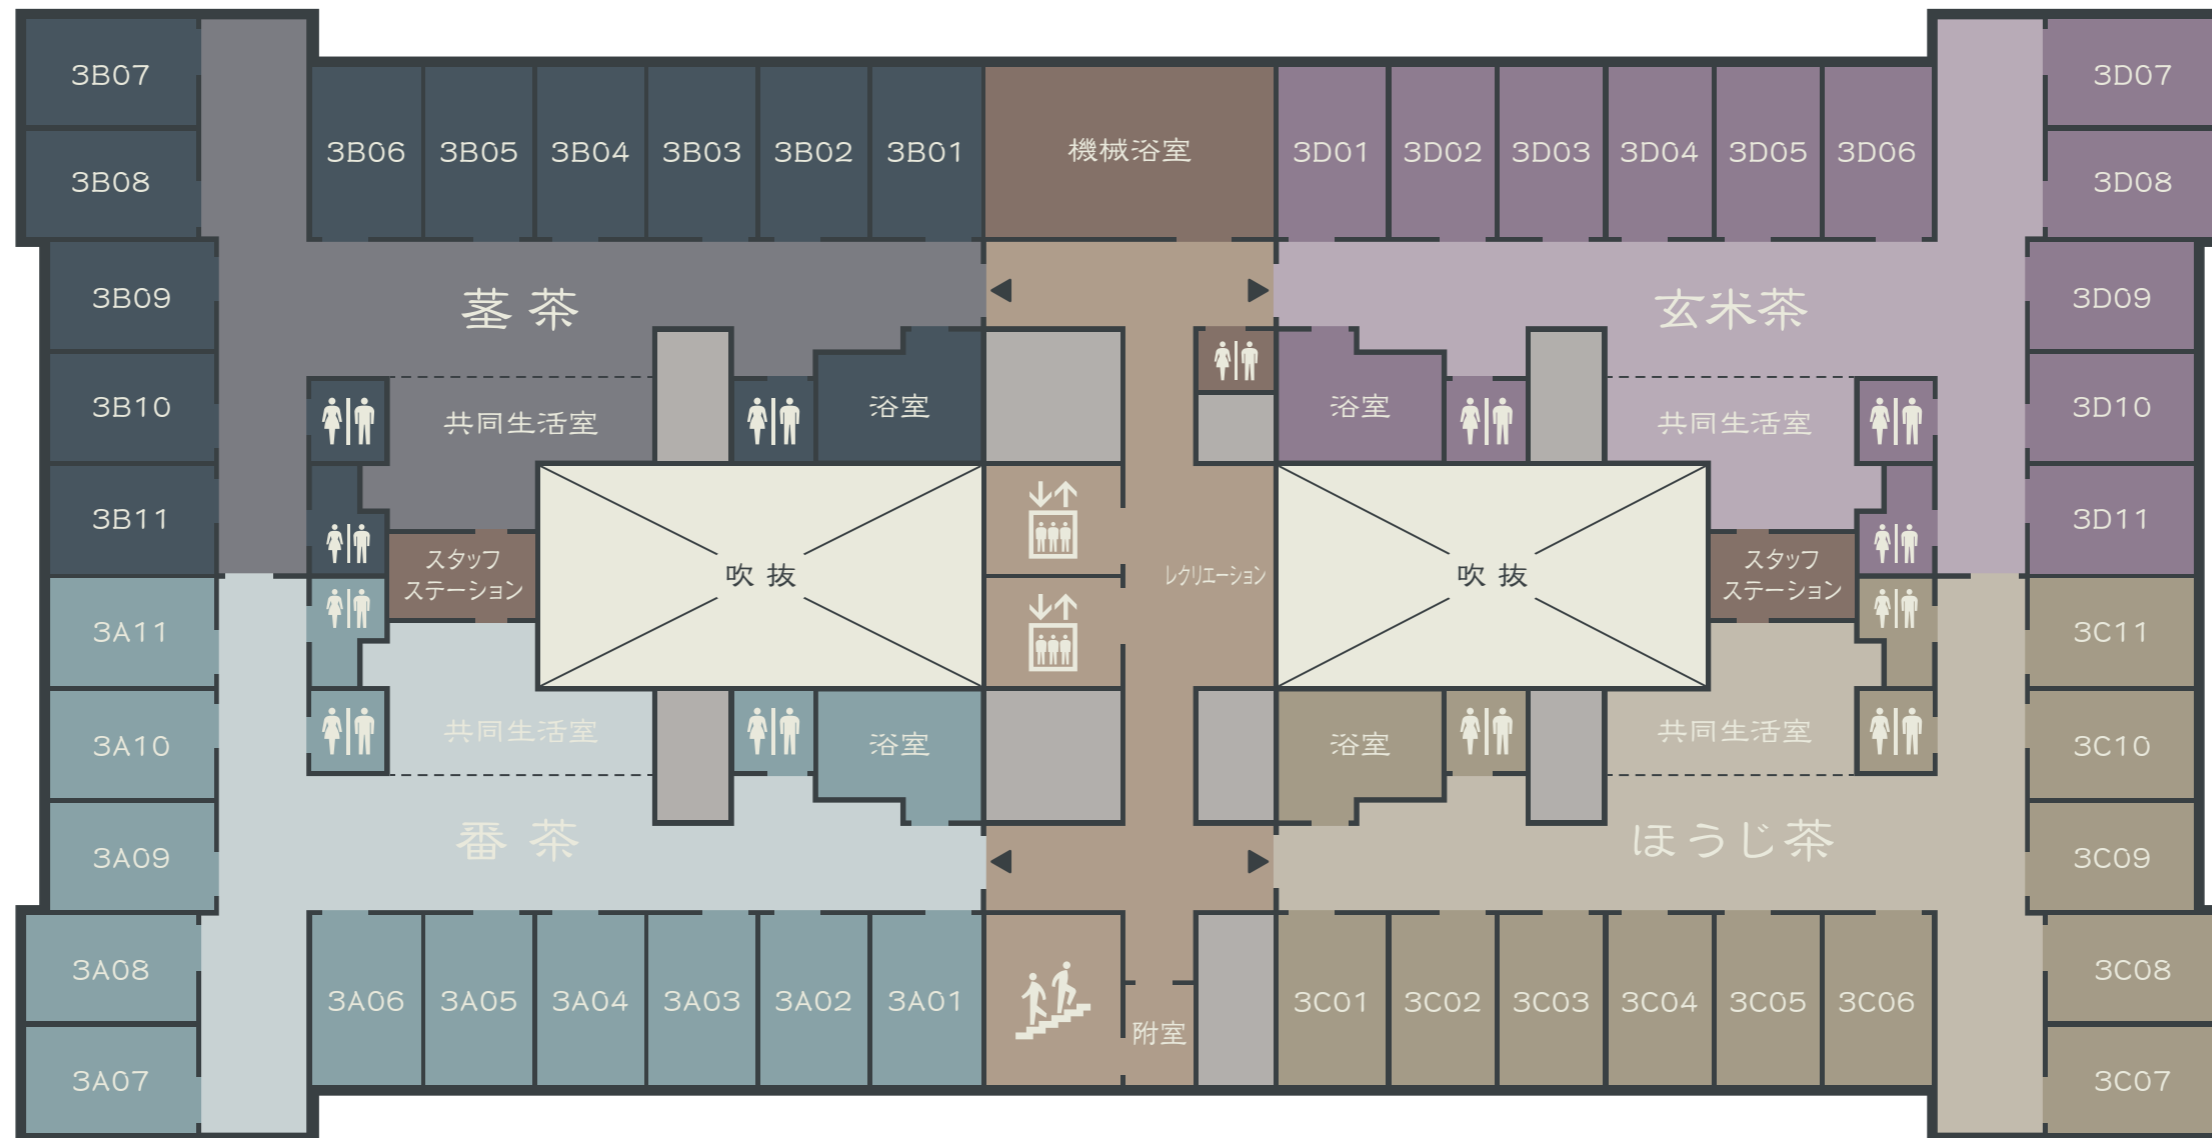 3B07
3D07
3B06
3B05
3B04
3B03
3B02
3B01
機械浴室
3D01
3D02
3D03
3D04
3D05
3D06
3B08
3D08
3B09
茎茶
玄米茶
3D09
3B10
共同生活室
浴室
浴室
共同生活室
3D10
3B11
3D11
スタッフ
ステーション
吹抜
レクリエーション
吹抜
スタッフ
ステーション
3A11
3C11
3A10
共同生活室
浴室
浴室
共同生活室
3C10
3A09
番茶
ほうじ茶
3C09
3A08
3C08
3A06
3A05
3A04
3A03
3A02
3A01
附室
3C01
3C02
3C03
3C04
3C05
3C06
3A07
3C07